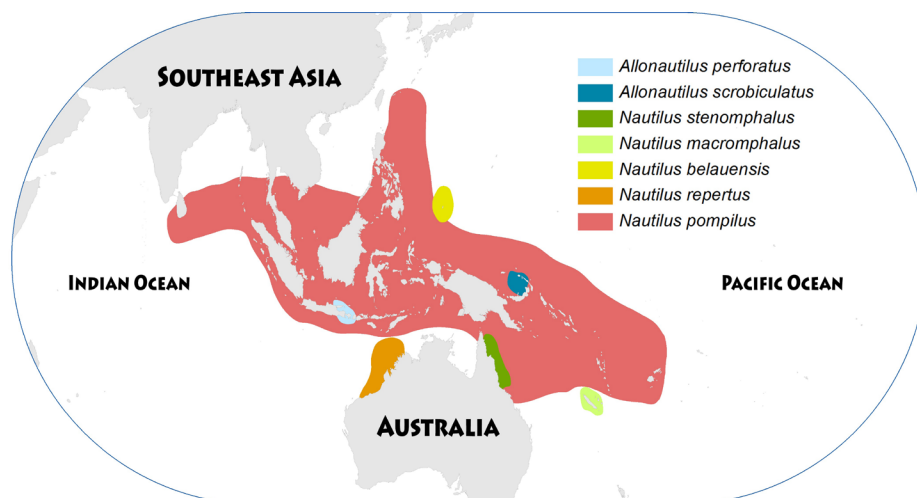 SOUTHEAST ASIA
Allonautilus perforatus
Allonautilus scrobiculatus
Nautilus stenomphalus
Nautilus macromphalus
Nautilus belauensis
Nautilus repertus
Nautilus pompilus
INDIAN OCEAN
PACIFIC OCEAN
AUSTRALIA